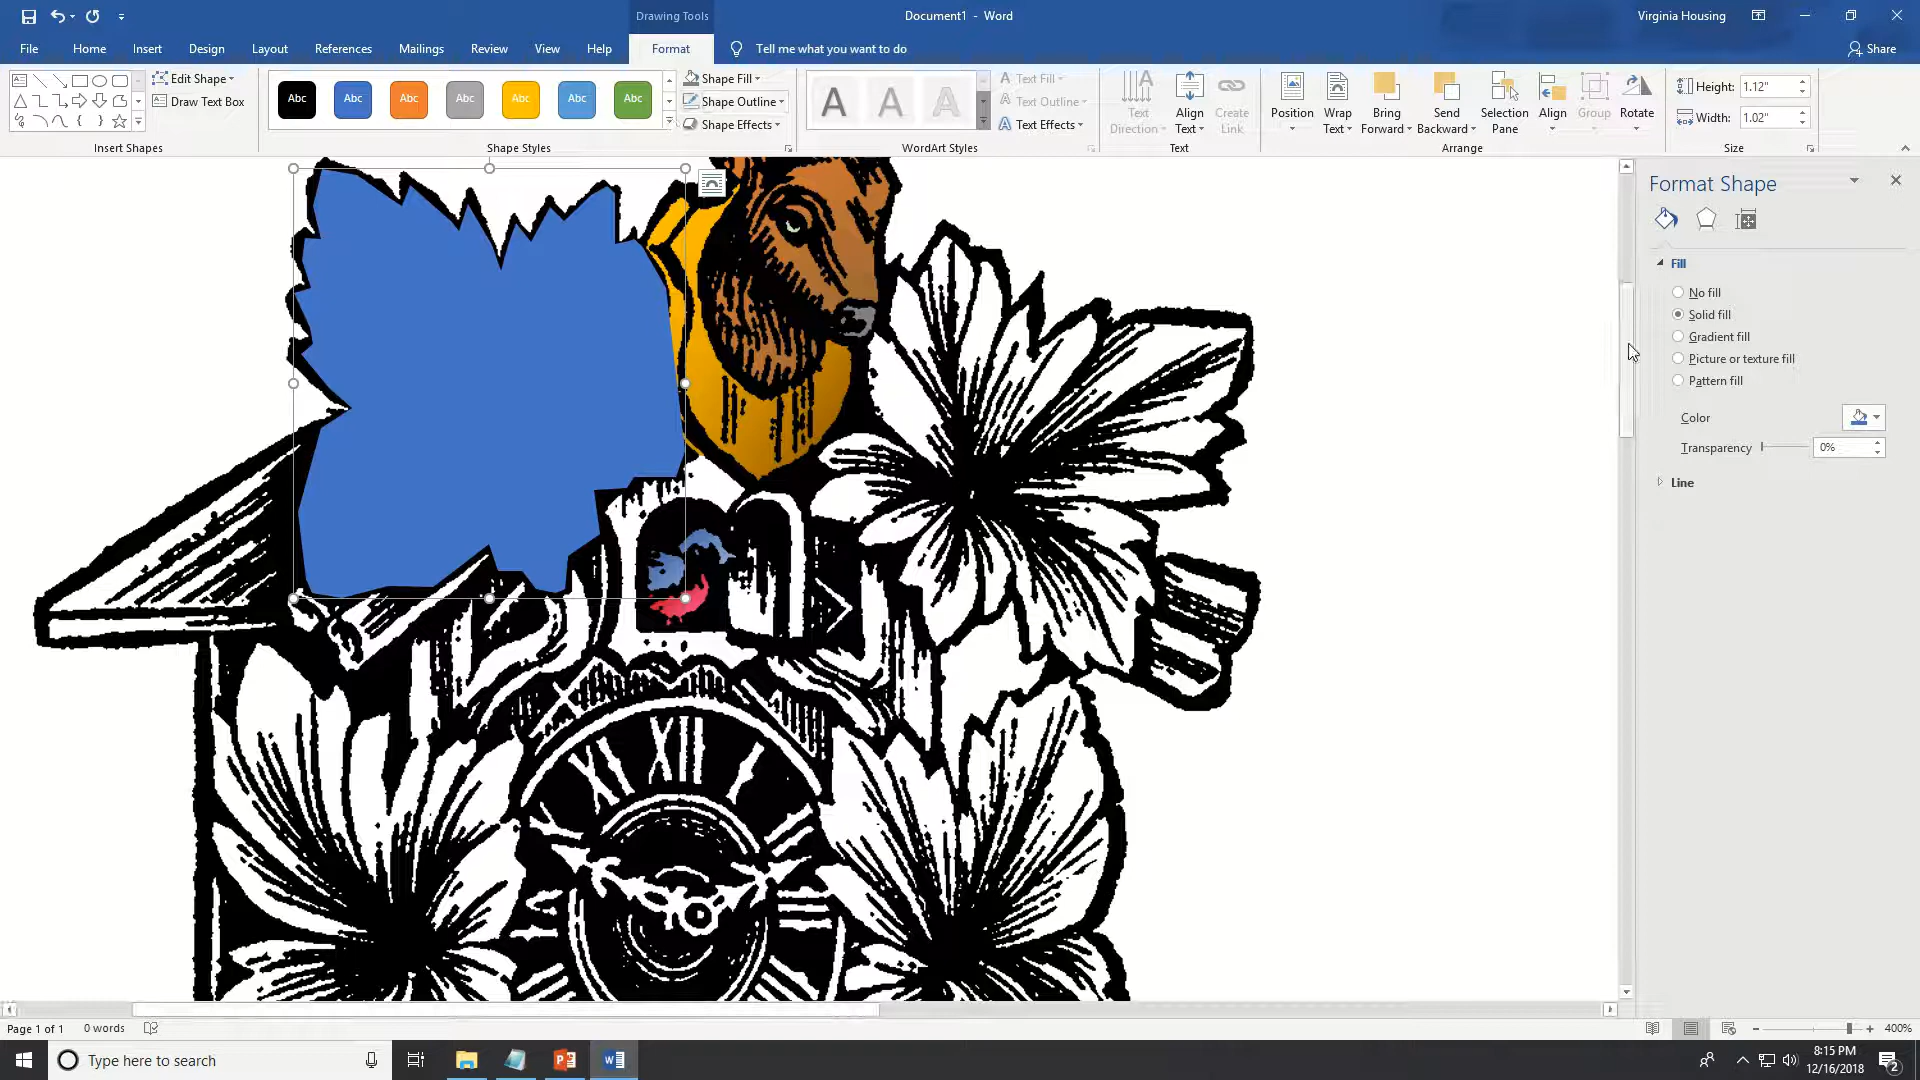 Drawing Tools
Document1 - Word
Virginia Housing
File Home Insert Design Layout References Mailings Review View Help Format Tell me what you want to do Share
Edit Shape
Draw Text Box
Insert Shapes
Abc Abc Abc Abc Abc Abc Abc
Shape Fill
Shape Outline
Shape Effects
Shape Styles
A A A
Text Fill
Text Outline
Text Effects
WordArt Styles
Text Direction
Align Text
Create Link
Text
Position
Wrap Text
Bring Forward
Send Backward
Selection Pane
Align
Group
Rotate
Arrange
Height: 1.12"
Width: 1.02"
Size
Format Shape
Fill
No fill
Solid fill
Gradient fill
Picture or texture fill
Pattern fill
Color
Transparency 0%
Line
XII
Page 1 of 1 0 words
400%
Type here to search
8:15 PM
12/16/2018
2